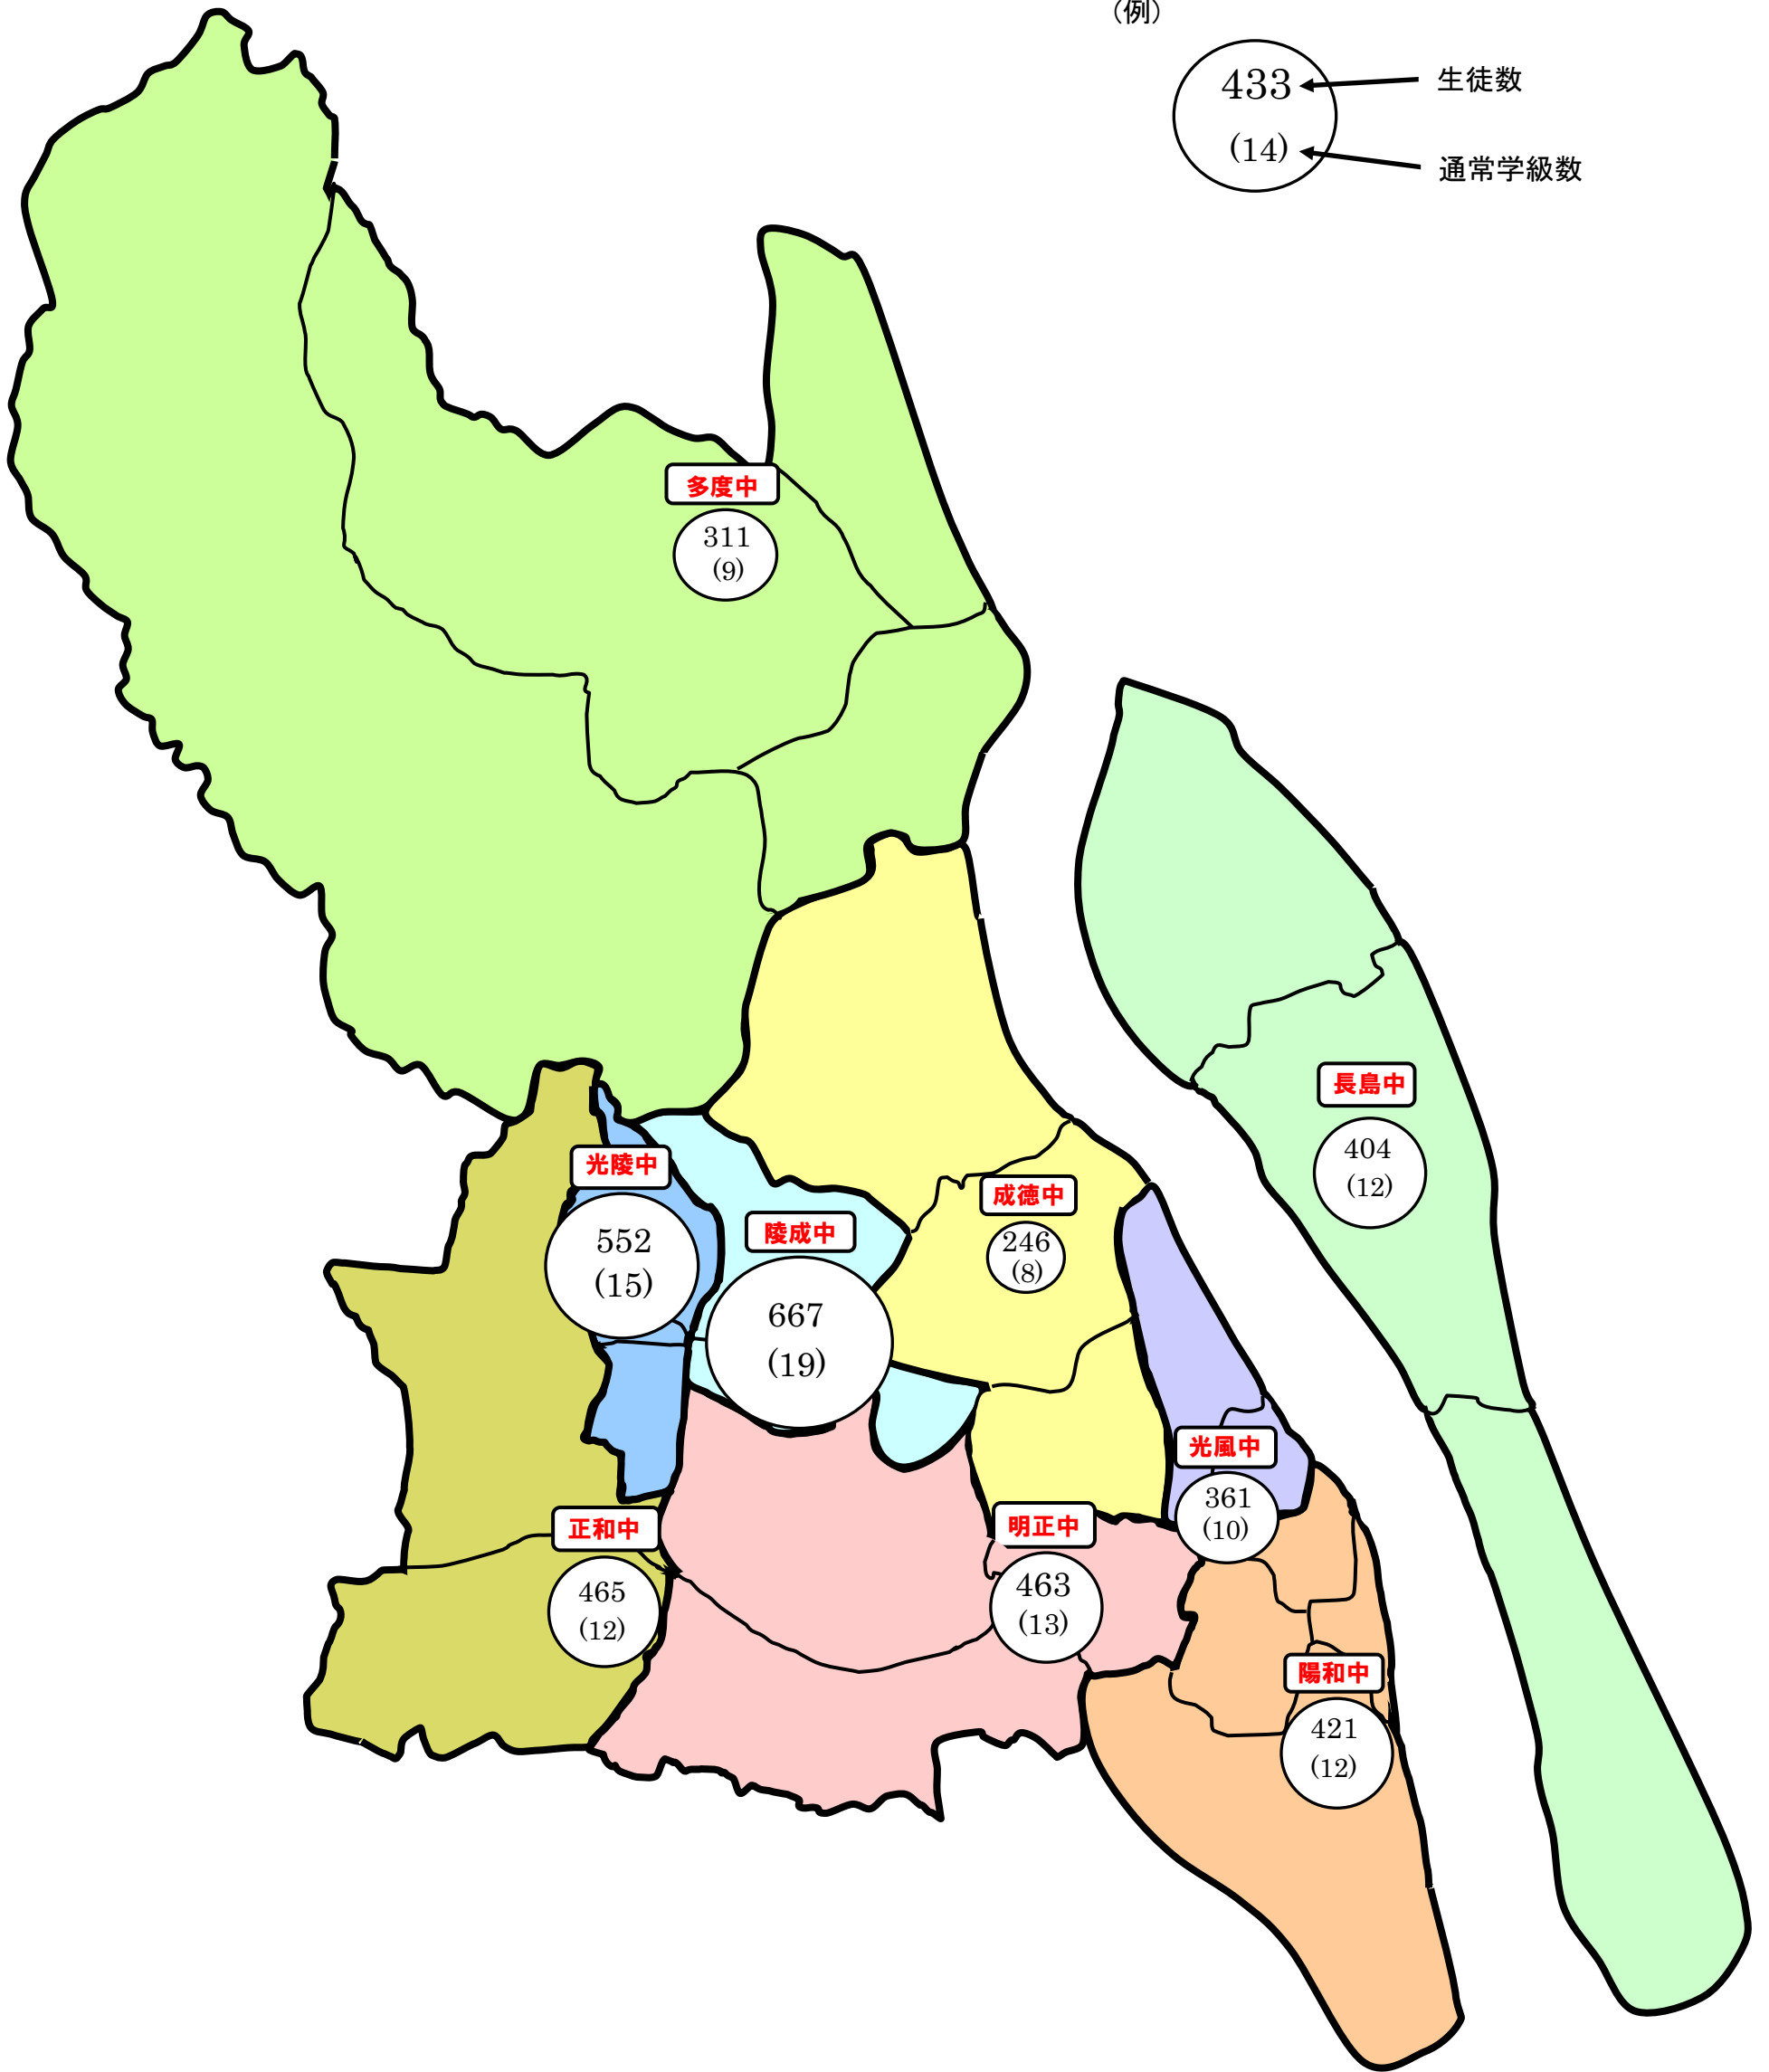 （例）
433
(14)
生徒数
通常学級数
多度中
311
(9)
長島中
404
(12)
光陵中
552
(15)
陵成中
667
(19)
成徳中
246
(8)
光風中
361
(10)
正和中
465
(12)
明正中
463
(13)
陽和中
421
(12)